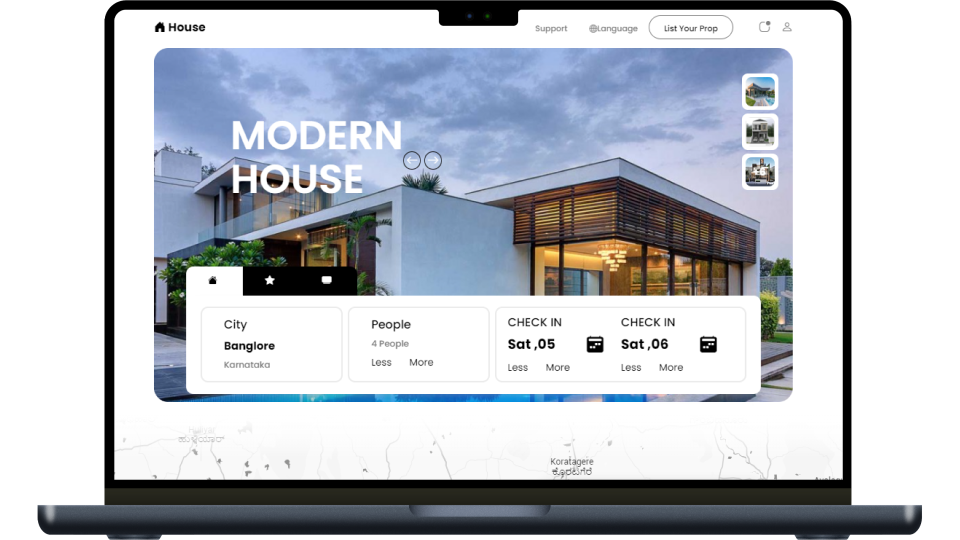 House
Support
Language
List Your Prop
MODERN
HOUSE
City
Banglore
Karnataka
People
4 People
Less More
CHECK IN
Sat ,05
Less More
CHECK IN
Sat ,06
Less More
ಹುಳಿಯಾರ್
Koratagere
ಕೊರಟಗೆರೆ